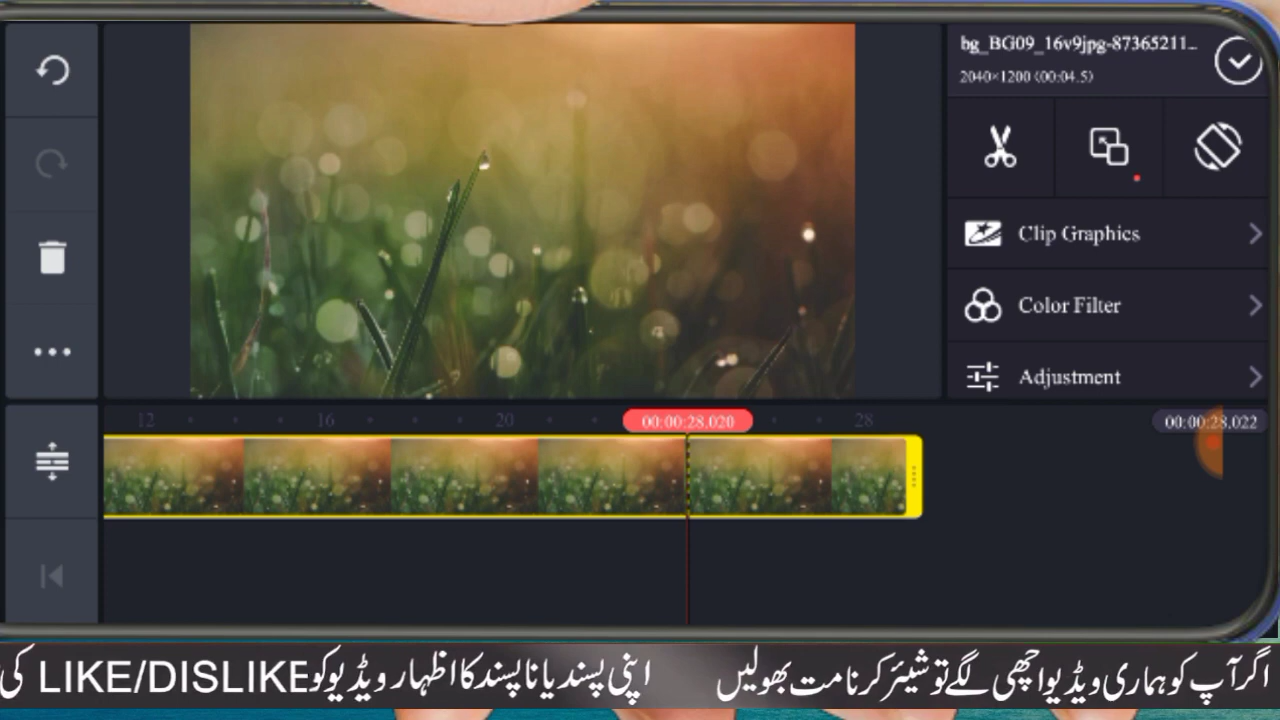 bg_BG09_16v9jpg-87365211...
2040×1200 (00:04.5)
Clip Graphics
Color Filter
Adjustment
12 16 20 00:00:28.020 28 00:00:28.022
اگر آپ کو ہماری ویڈیو اچھی لگے تو شیئر کرنا مت بھولیں اپنی پسند یا ناپسند کا اظہار ویڈیو کو LIKE/DISLIKE کی